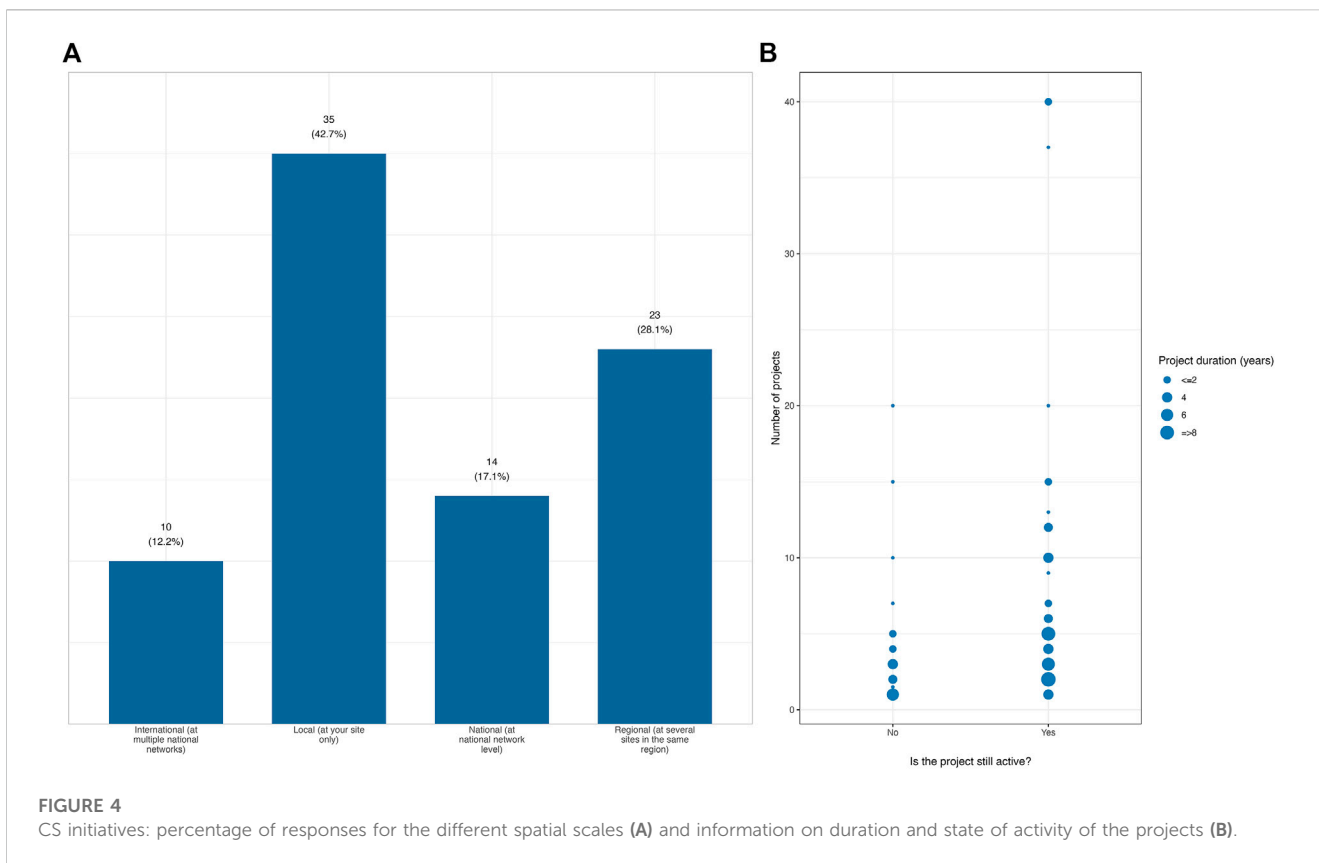 A
35
(42.7%)
23
(28.1%)
14
(17.1%)
10
(12.2%)
International (at
multiple national
networks)
Local (at your site
only)
National (at
national network
level)
Regional (at several
sites in the same
region)
B
Number of projects
40
30
20
10
0
No
Yes
Is the project still active?
Project duration (years)
<=2
4
6
=>8
FIGURE 4
CS initiatives: percentage of responses for the different spatial scales (A) and information on duration and state of activity of the projects (B).